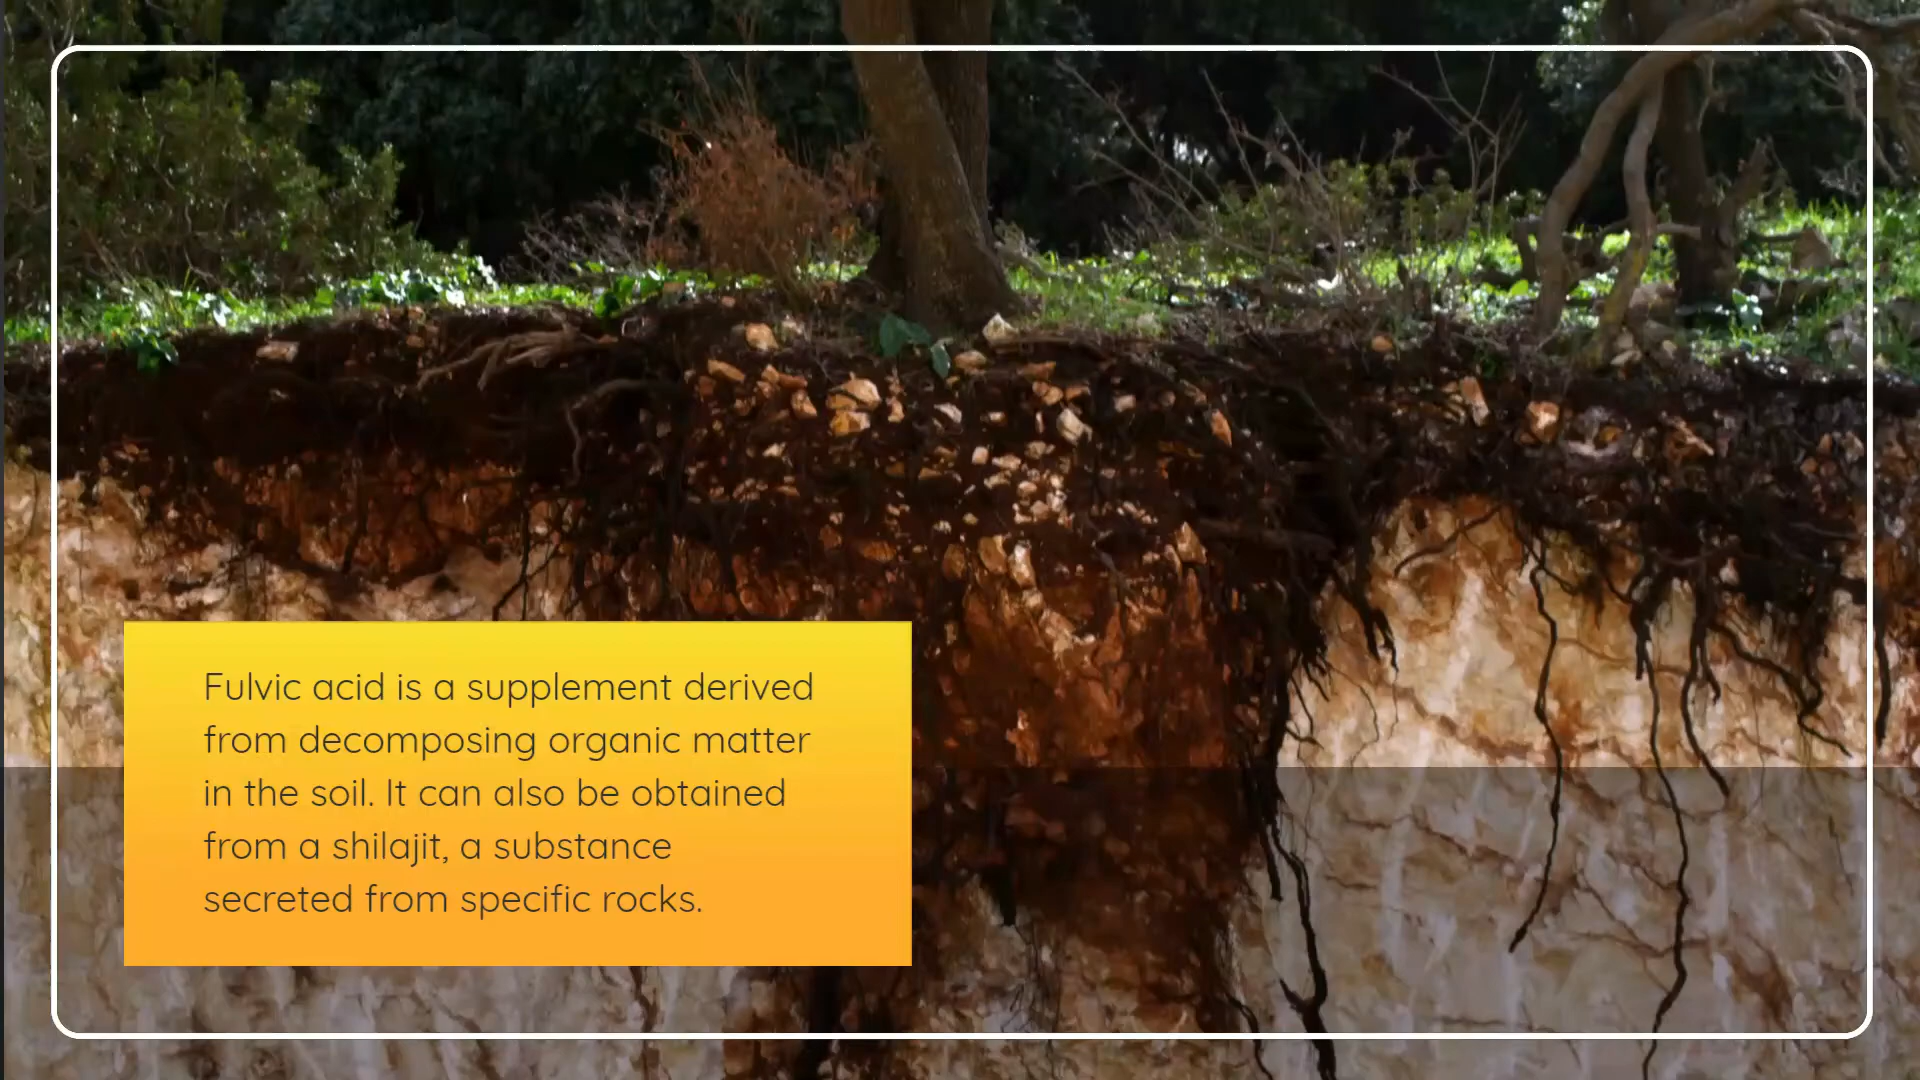 Fulvic acid is a supplement derived
from decomposing organic matter
in the soil. It can also be obtained
from a shilajit, a substance
secreted from specific rocks.